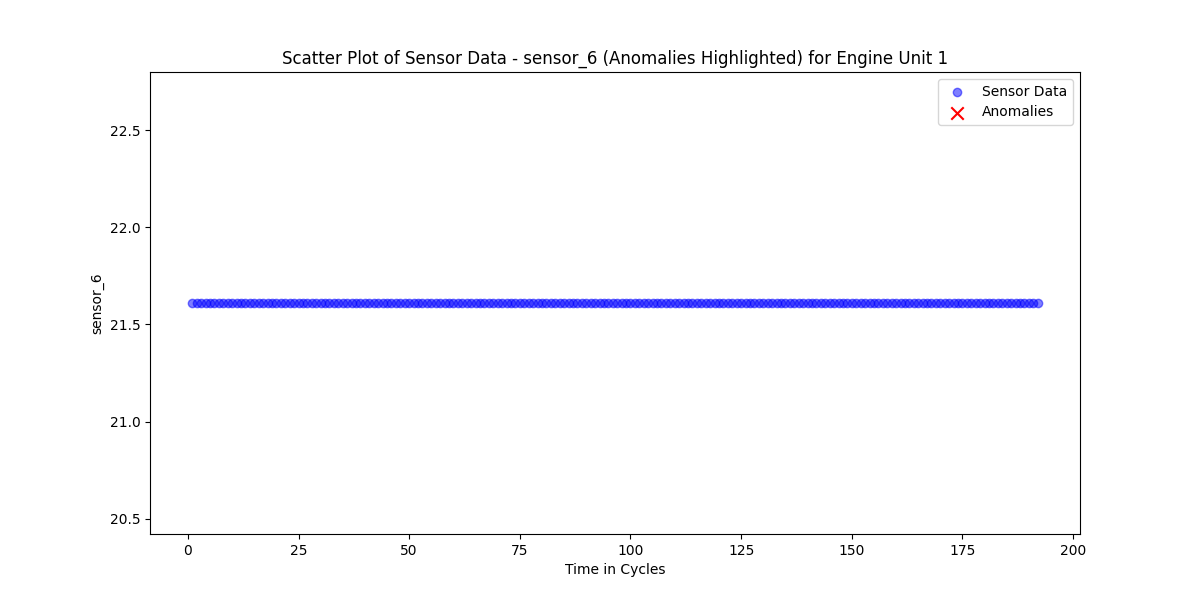 Scatter Plot of Sensor Data - sensor_6 (Anomalies Highlighted) for Engine Unit 1
Sensor Data
Anomalies
22.5
22.0
21.5
21.0
20.5
sensor_6
0 25 50 75 100 125 150 175 200
Time in Cycles